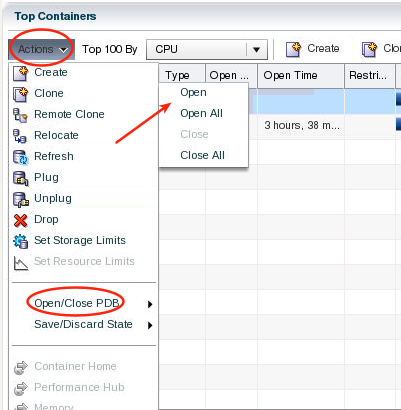 Top Containers
Actions Top 100 By CPU Create
Type Open ... Open Time Restri...
3 hours, 38 m...
Create
Clone
Remote Clone
Relocate
Refresh
Plug
Unplug
Drop
Set Storage Limits
Set Resource Limits
Open/Close PDB
Save/Discard State
Container Home
Performance Hub
Memory
Open
Open All
Close
Close All